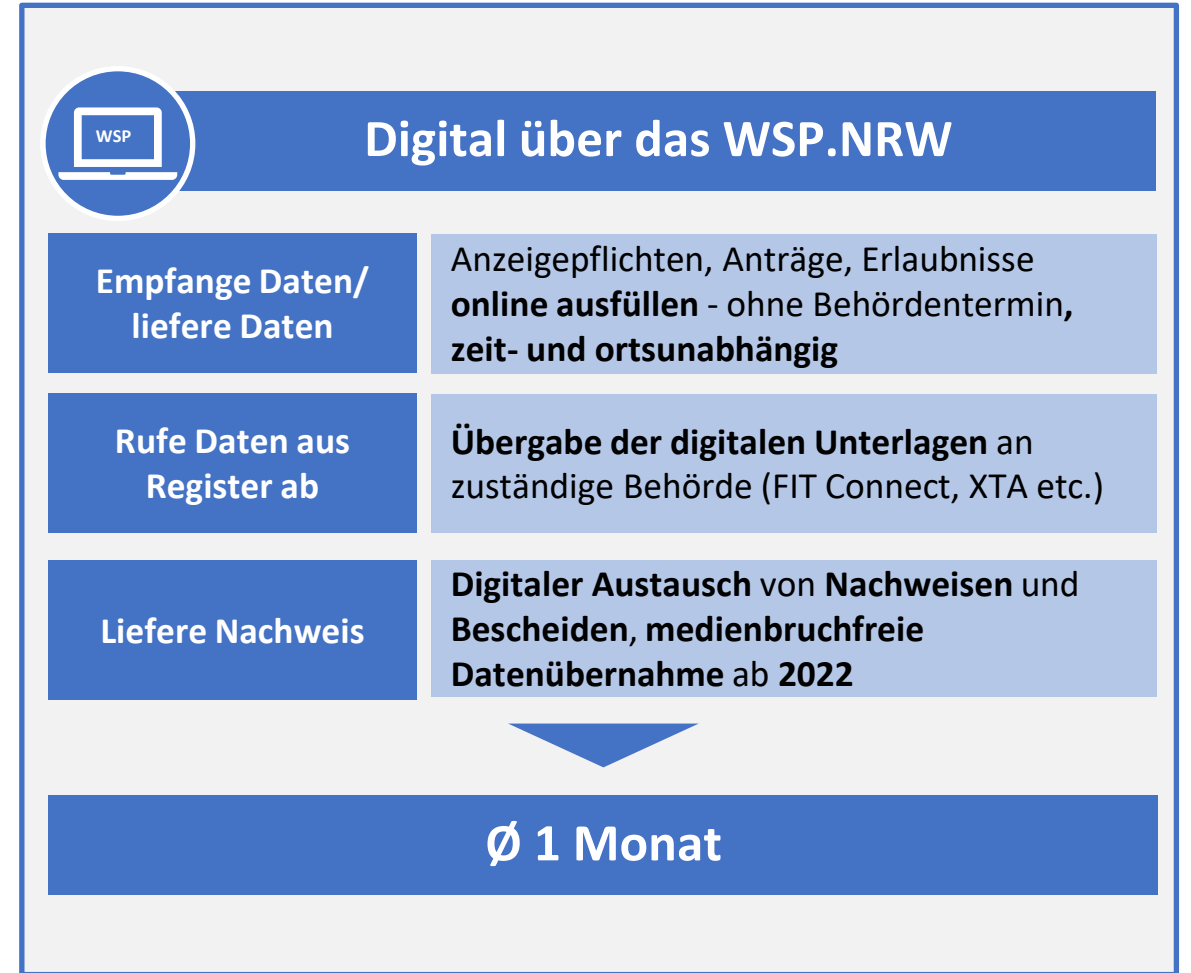 WSP
Digital über das WSP.NRW
Empfange Daten/
liefere Daten
Anzeigepflichten, Anträge, Erlaubnisse
online ausfüllen - ohne Behördentermin,
zeit- und ortsunabhängig
Rufe Daten aus
Register ab
Übergabe der digitalen Unterlagen an
zuständige Behörde (FIT Connect, XTA etc.)
Liefere Nachweis
Digitaler Austausch von Nachweisen und
Bescheiden, medienbruchfreie
Datenübernahme ab 2022
Ø 1 Monat